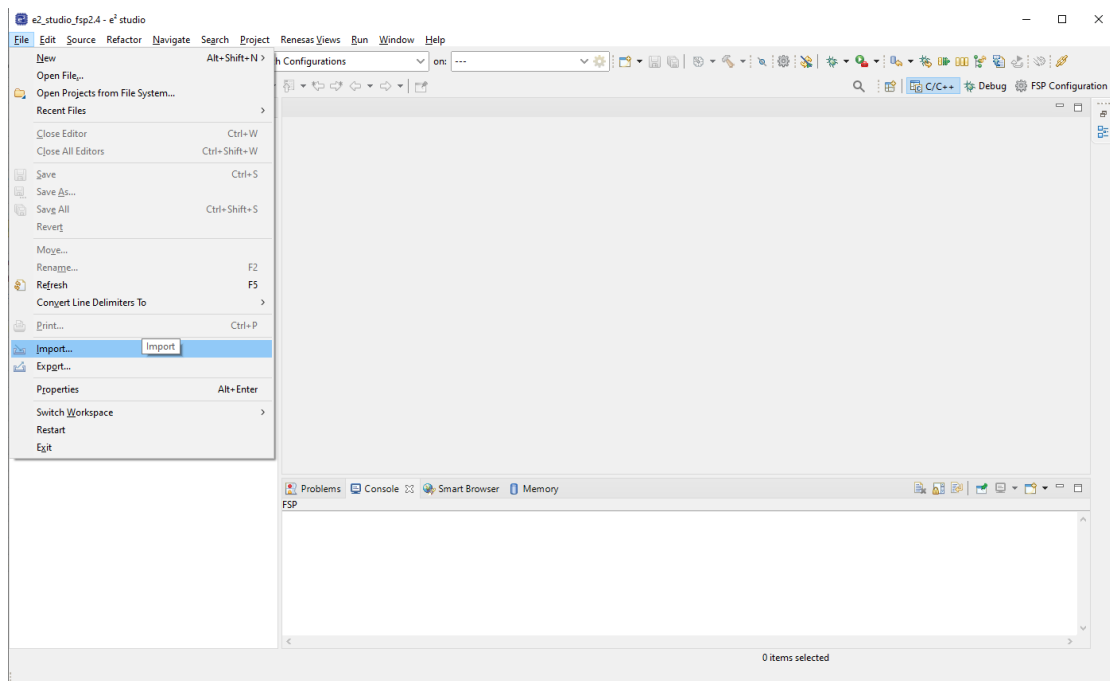 e2_studio_fsp2.4 - e² studio
File Edit Source Refactor Navigate Search Project Renesas Views Run Window Help
New Alt+Shift+N >
h Configurations
on: ---
Open File...
Open Projects from File System...
C/C++ Debug FSP Configuration
Recent Files >
Close Editor Ctrl+W
Close All Editors Ctrl+Shift+W
Save Ctrl+S
Save As...
Save All Ctrl+Shift+S
Revert
Move...
Rename... F2
Refresh F5
Convert Line Delimiters To >
Print... Ctrl+P
Import... Import
Export...
Properties Alt+Enter
Switch Workspace >
Restart
Exit
Problems Console Smart Browser Memory
FSP
0 items selected